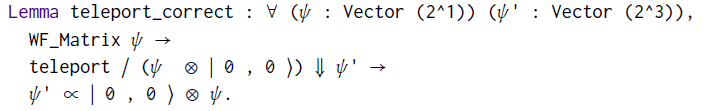 Lemma teleport_correct : ∀ (ψ : Vector (2^1)) (ψ' : Vector (2^3)),
WF_Matrix ψ →
teleport / (ψ ⊗ ∣ 0 , 0 ⟩) ⇓ ψ' →
ψ' ∝ ∣ 0 , 0 ⟩ ⊗ ψ.